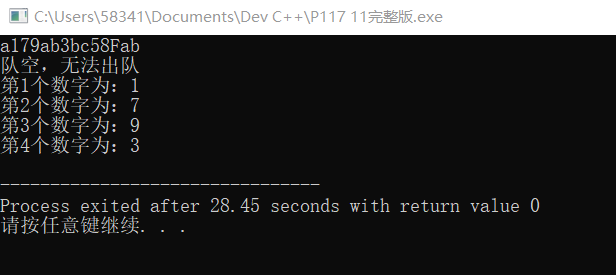 C:\Users\58341\Documents\Dev C++\P117 11完整版.exe
a179ab3bc58Fab
队空，无法出队
第1个数字为：1
第2个数字为：7
第3个数字为：9
第4个数字为：3
--------------------------------
Process exited after 28.45 seconds with return value 0
请按任意键继续. . .